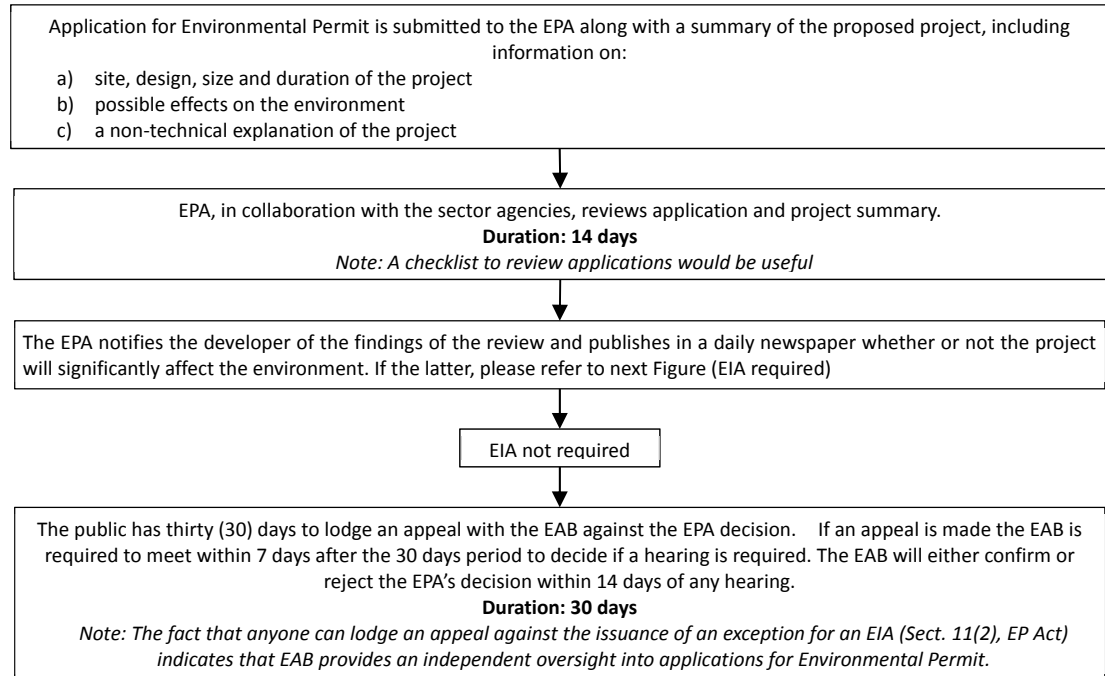 Application for Environmental Permit is submitted to the EPA along with a summary of the proposed project, including
information on:
a) site, design, size and duration of the project
b) possible effects on the environment
c) a non-technical explanation of the project
EPA, in collaboration with the sector agencies, reviews application and project summary.
Duration: 14 days
Note: A checklist to review applications would be useful
The EPA notifies the developer of the findings of the review and publishes in a daily newspaper whether or not the project
will significantly affect the environment. If the latter, please refer to next Figure (EIA required)
EIA not required
The public has thirty (30) days to lodge an appeal with the EAB against the EPA decision. If an appeal is made the EAB is
required to meet within 7 days after the 30 days period to decide if a hearing is required. The EAB will either confirm or
reject the EPA's decision within 14 days of any hearing.
Duration: 30 days
Note: The fact that anyone can lodge an appeal against the issuance of an exception for an EIA (Sect. 11(2), EP Act)
indicates that EAB provides an independent oversight into applications for Environmental Permit.